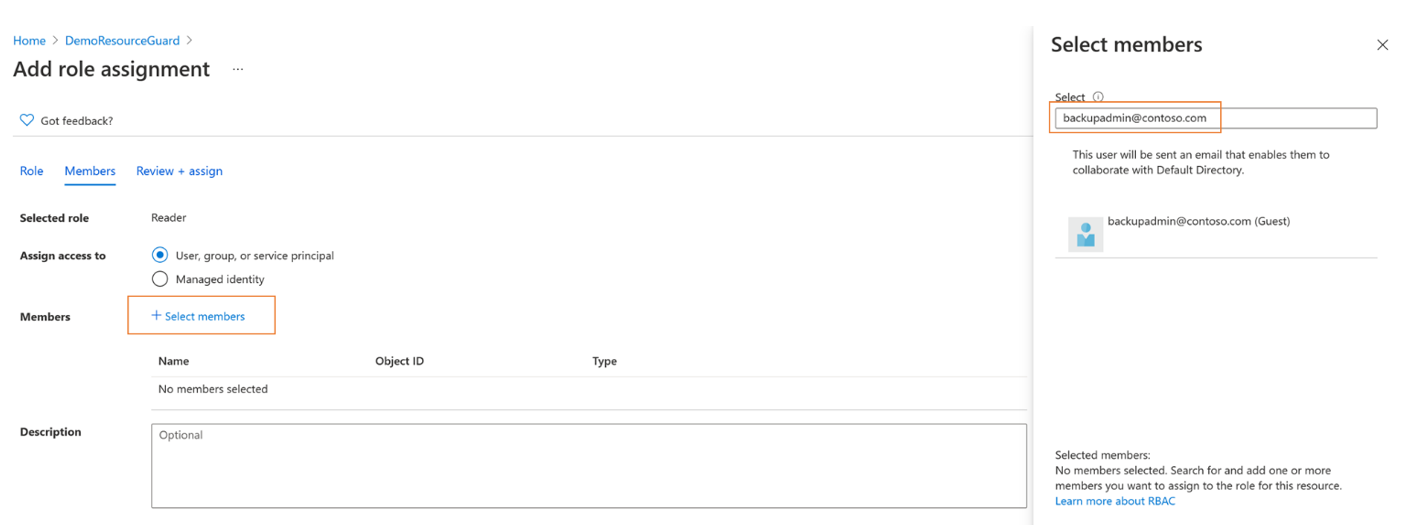 Home > DemoResourceGuard >
Add role assignment ...
Got feedback?
Role Members Review + assign
Selected role Reader
Assign access to User, group, or service principal
Managed identity
Members + Select members
Name Object ID Type
No members selected
Description Optional
Select members
Select
backupadmin@contoso.com
This user will be sent an email that enables them to
collaborate with Default Directory.
backupadmin@contoso.com (Guest)
Selected members:
No members selected. Search for and add one or more
members you want to assign to the role for this resource.
Learn more about RBAC